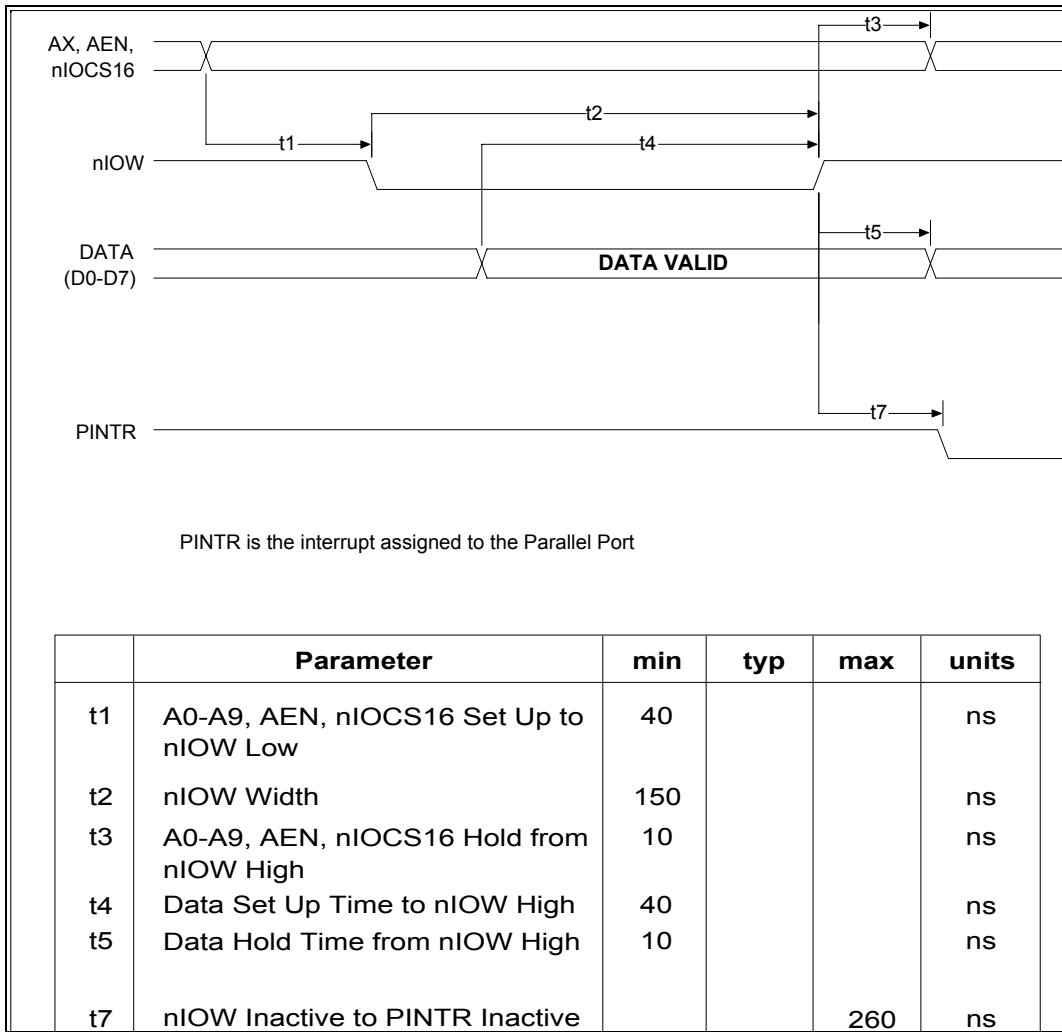 t3
AX, AEN,
nIOCS16
t2
t1
t4
nIOW
t5
DATA
(D0-D7)
DATA VALID
t7
PINTR
PINTR is the interrupt assigned to the Parallel Port
Parameter min typ max units
t1 A0-A9, AEN, nIOCS16 Set Up to 40 ns
nIOW Low
t2 nIOW Width 150 ns
t3 A0-A9, AEN, nIOCS16 Hold from 10 ns
nIOW High
t4 Data Set Up Time to nIOW High 40 ns
t5 Data Hold Time from nIOW High 10 ns
t7 nIOW Inactive to PINTR Inactive 260 ns